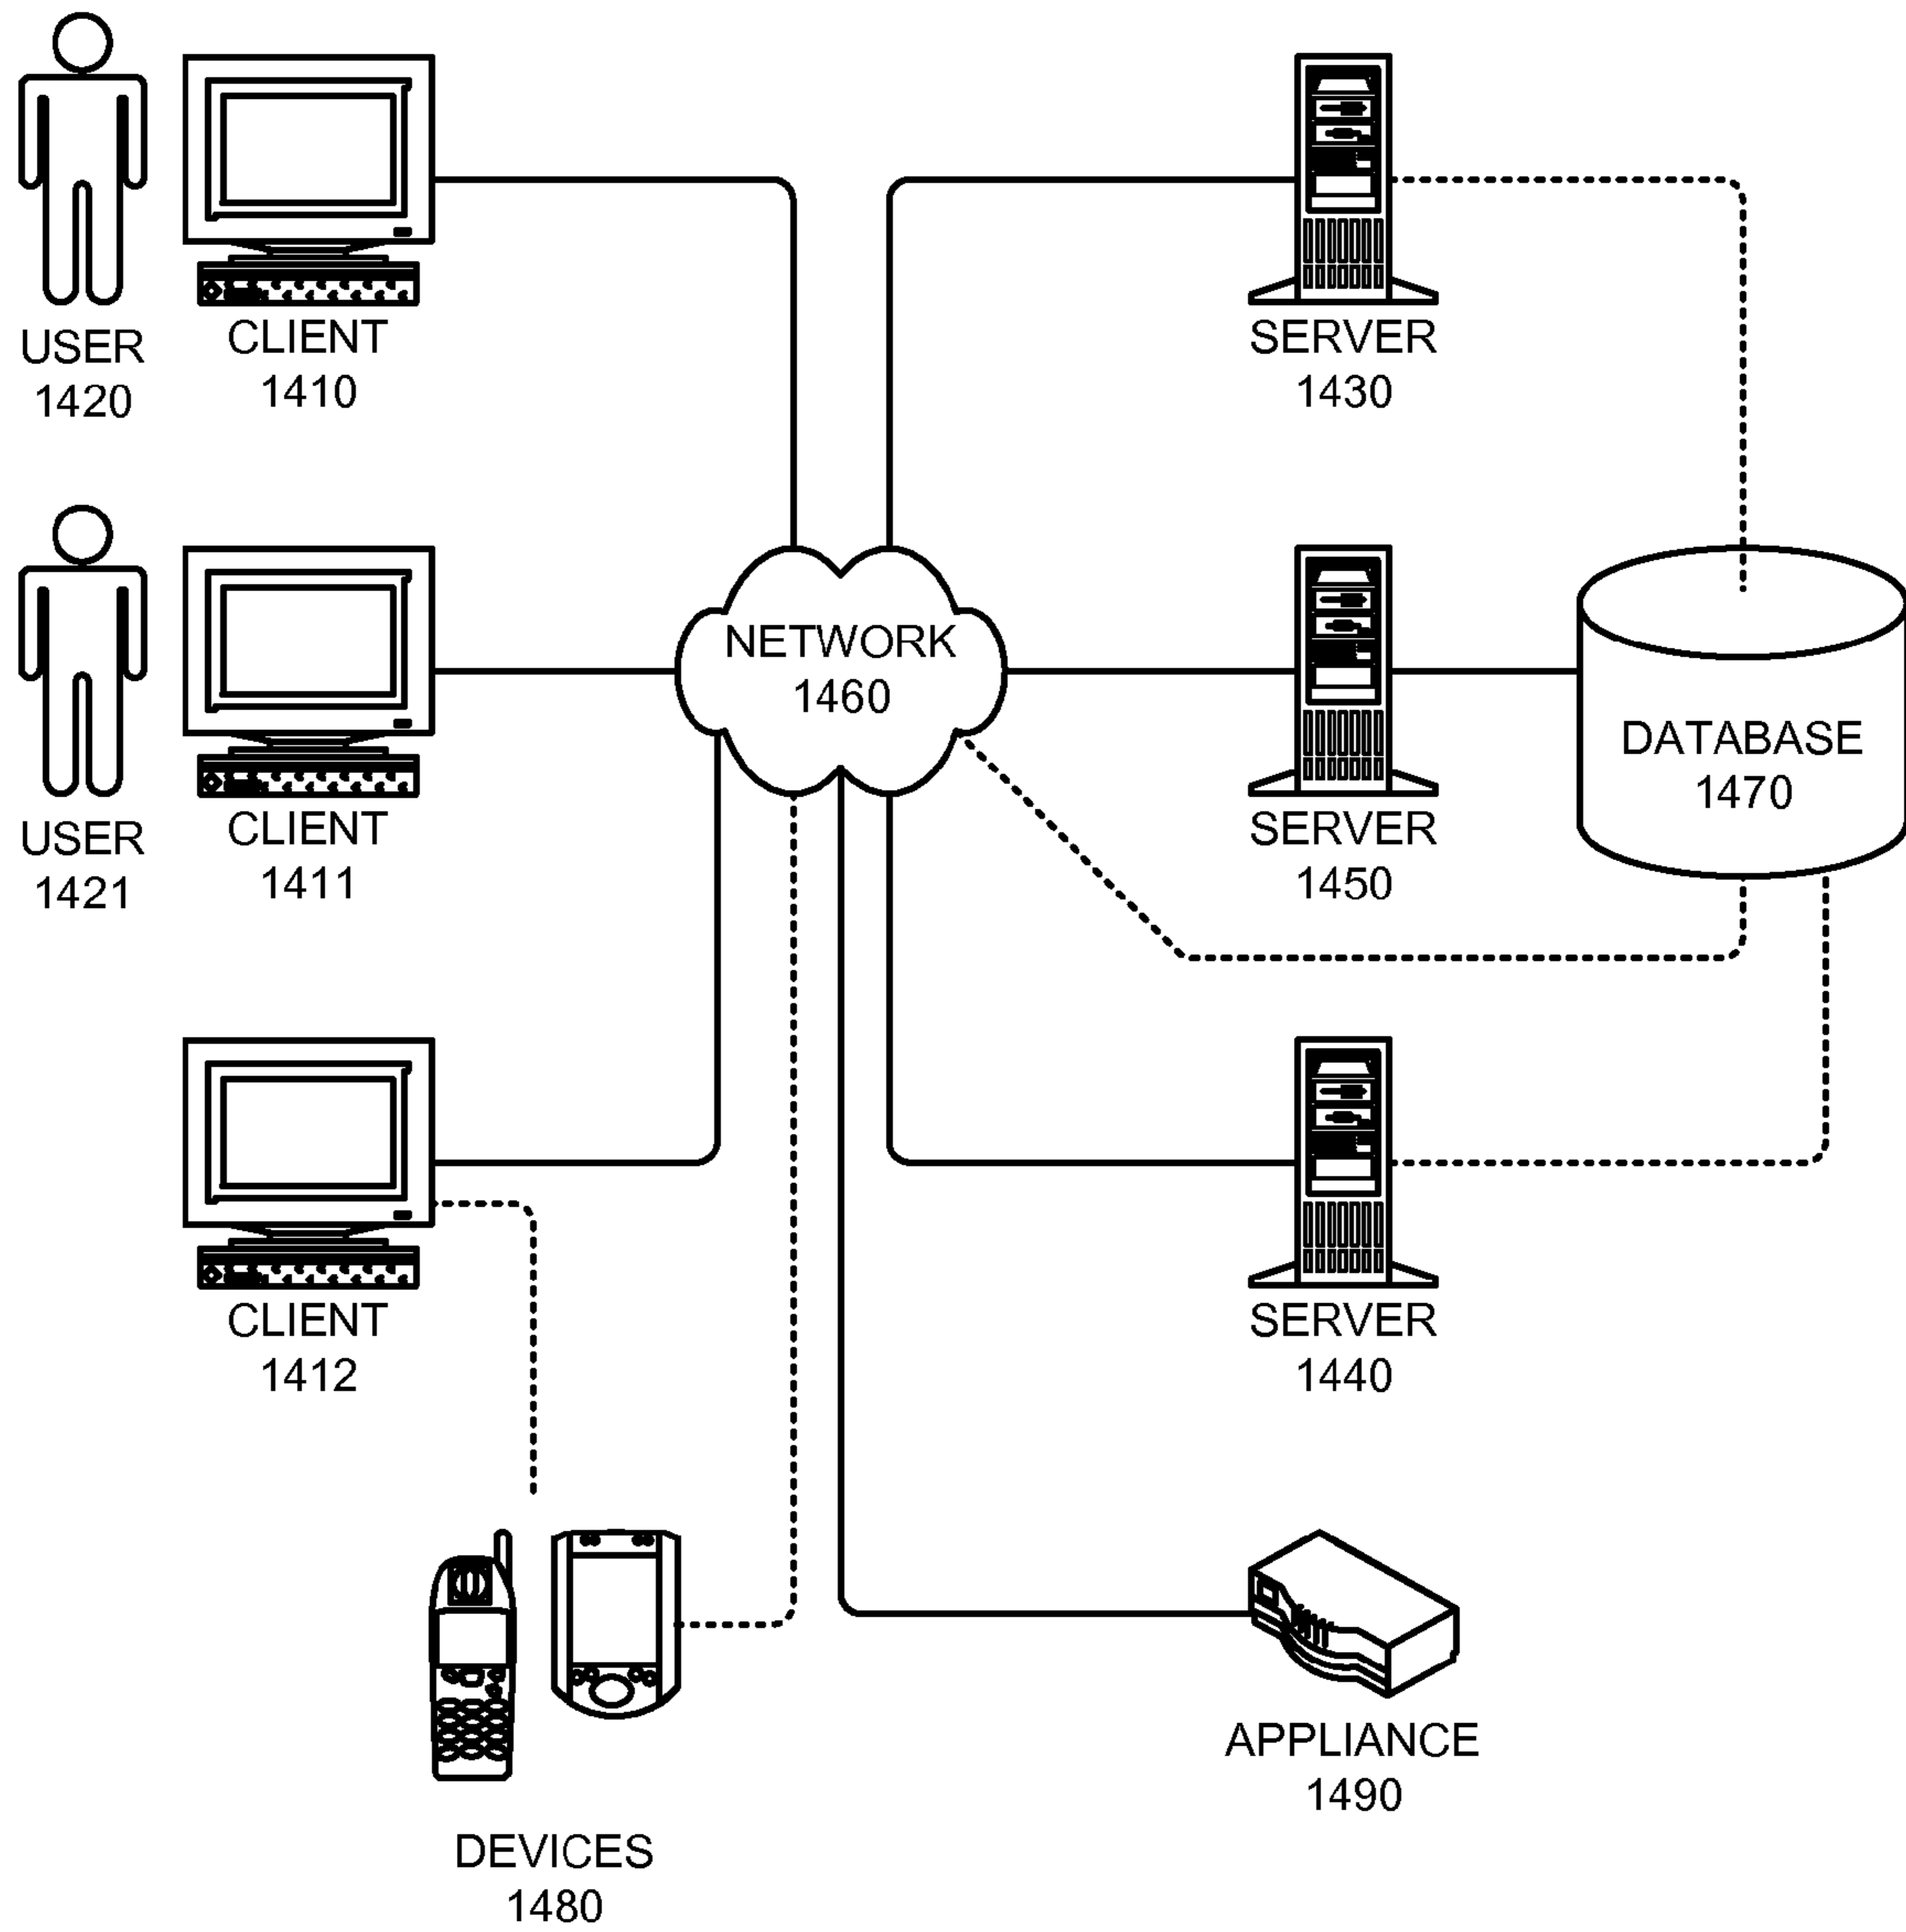 USER
1420
CLIENT
1410
SERVER
1430
USER
1421
CLIENT
1411
NETWORK
1460
SERVER
1450
DATABASE
1470
CLIENT
1412
SERVER
1440
DEVICES
1480
APPLIANCE
1490